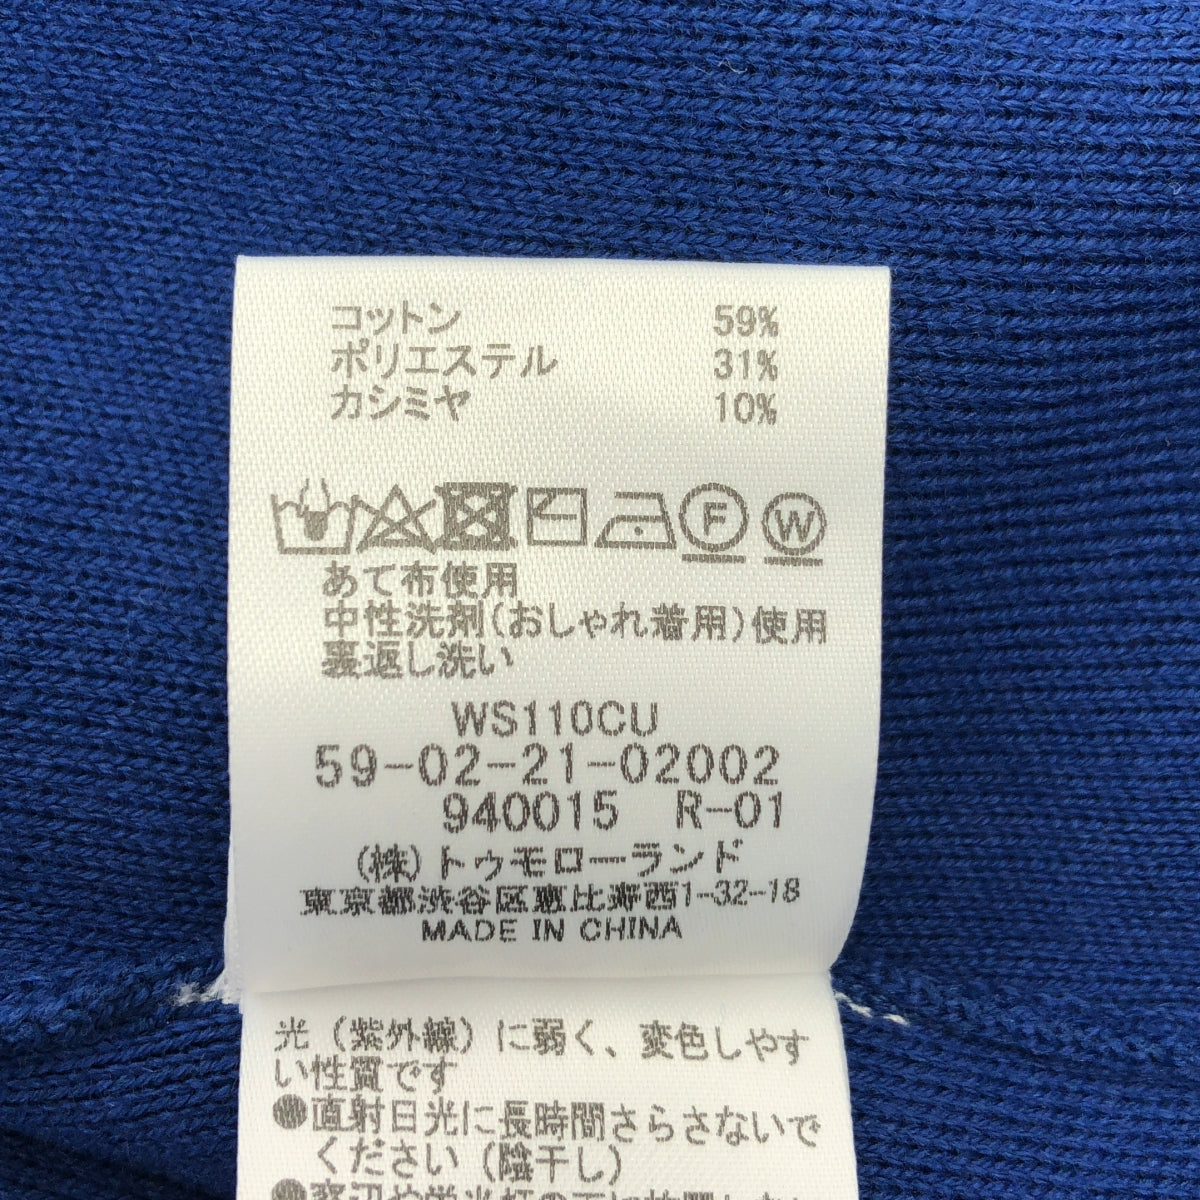 コットン 59%
ポリエステル 31%
カシミヤ 10%
F W
あて布使用
中性洗剤(おしゃれ着用)使用
裏返し洗い
WS110CU
59-02-21-02002
940015 R-01
(株)トゥモローランド
東京都渋谷区恵比寿西1-32-18
MADE IN CHINA
光(紫外線)に弱く、変色しやす
い性質です
●直射日光に長時間さらさないで
ください(陰干し)